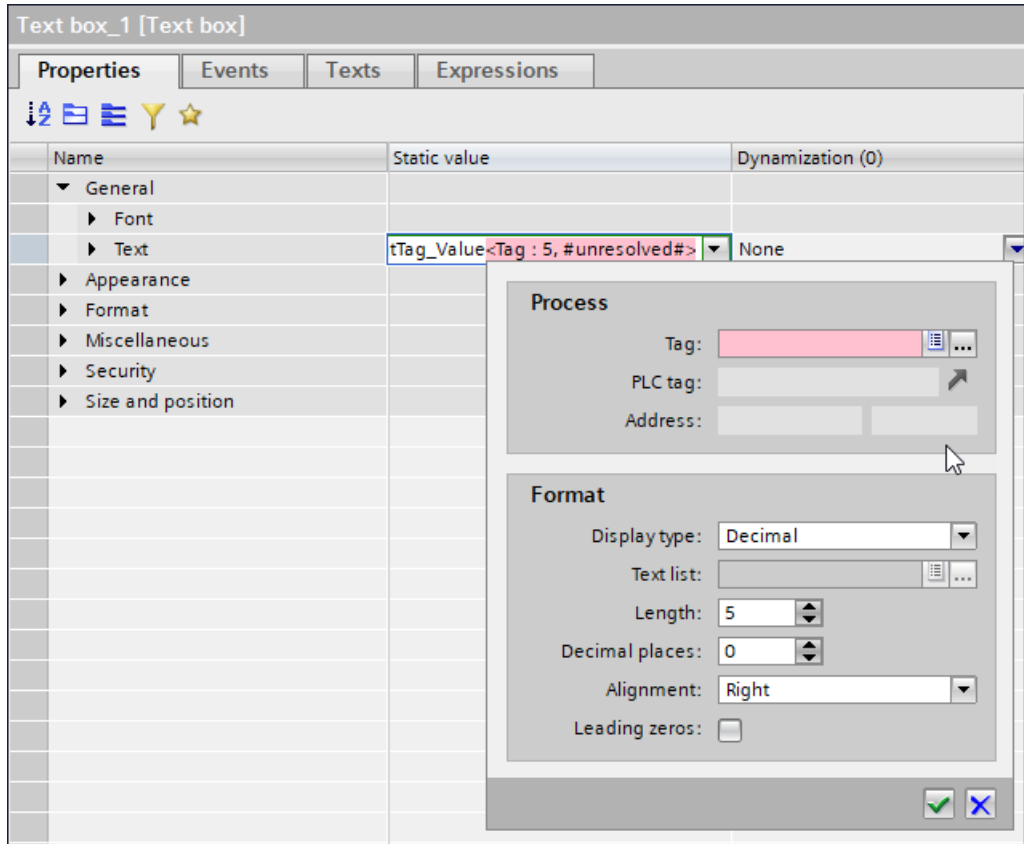 Text box_1 [Text box]
Properties Events Texts Expressions
Name Static value Dynamization (0)
General
Font
Text tTag_Value<Tag : 5, #unresolved#> None
Appearance
Format
Miscellaneous
Security
Size and position
Process
Tag: ...
PLC tag:
Address:
Format
Display type: Decimal
Text list: ...
Length: 5
Decimal places: 0
Alignment: Right
Leading zeros: